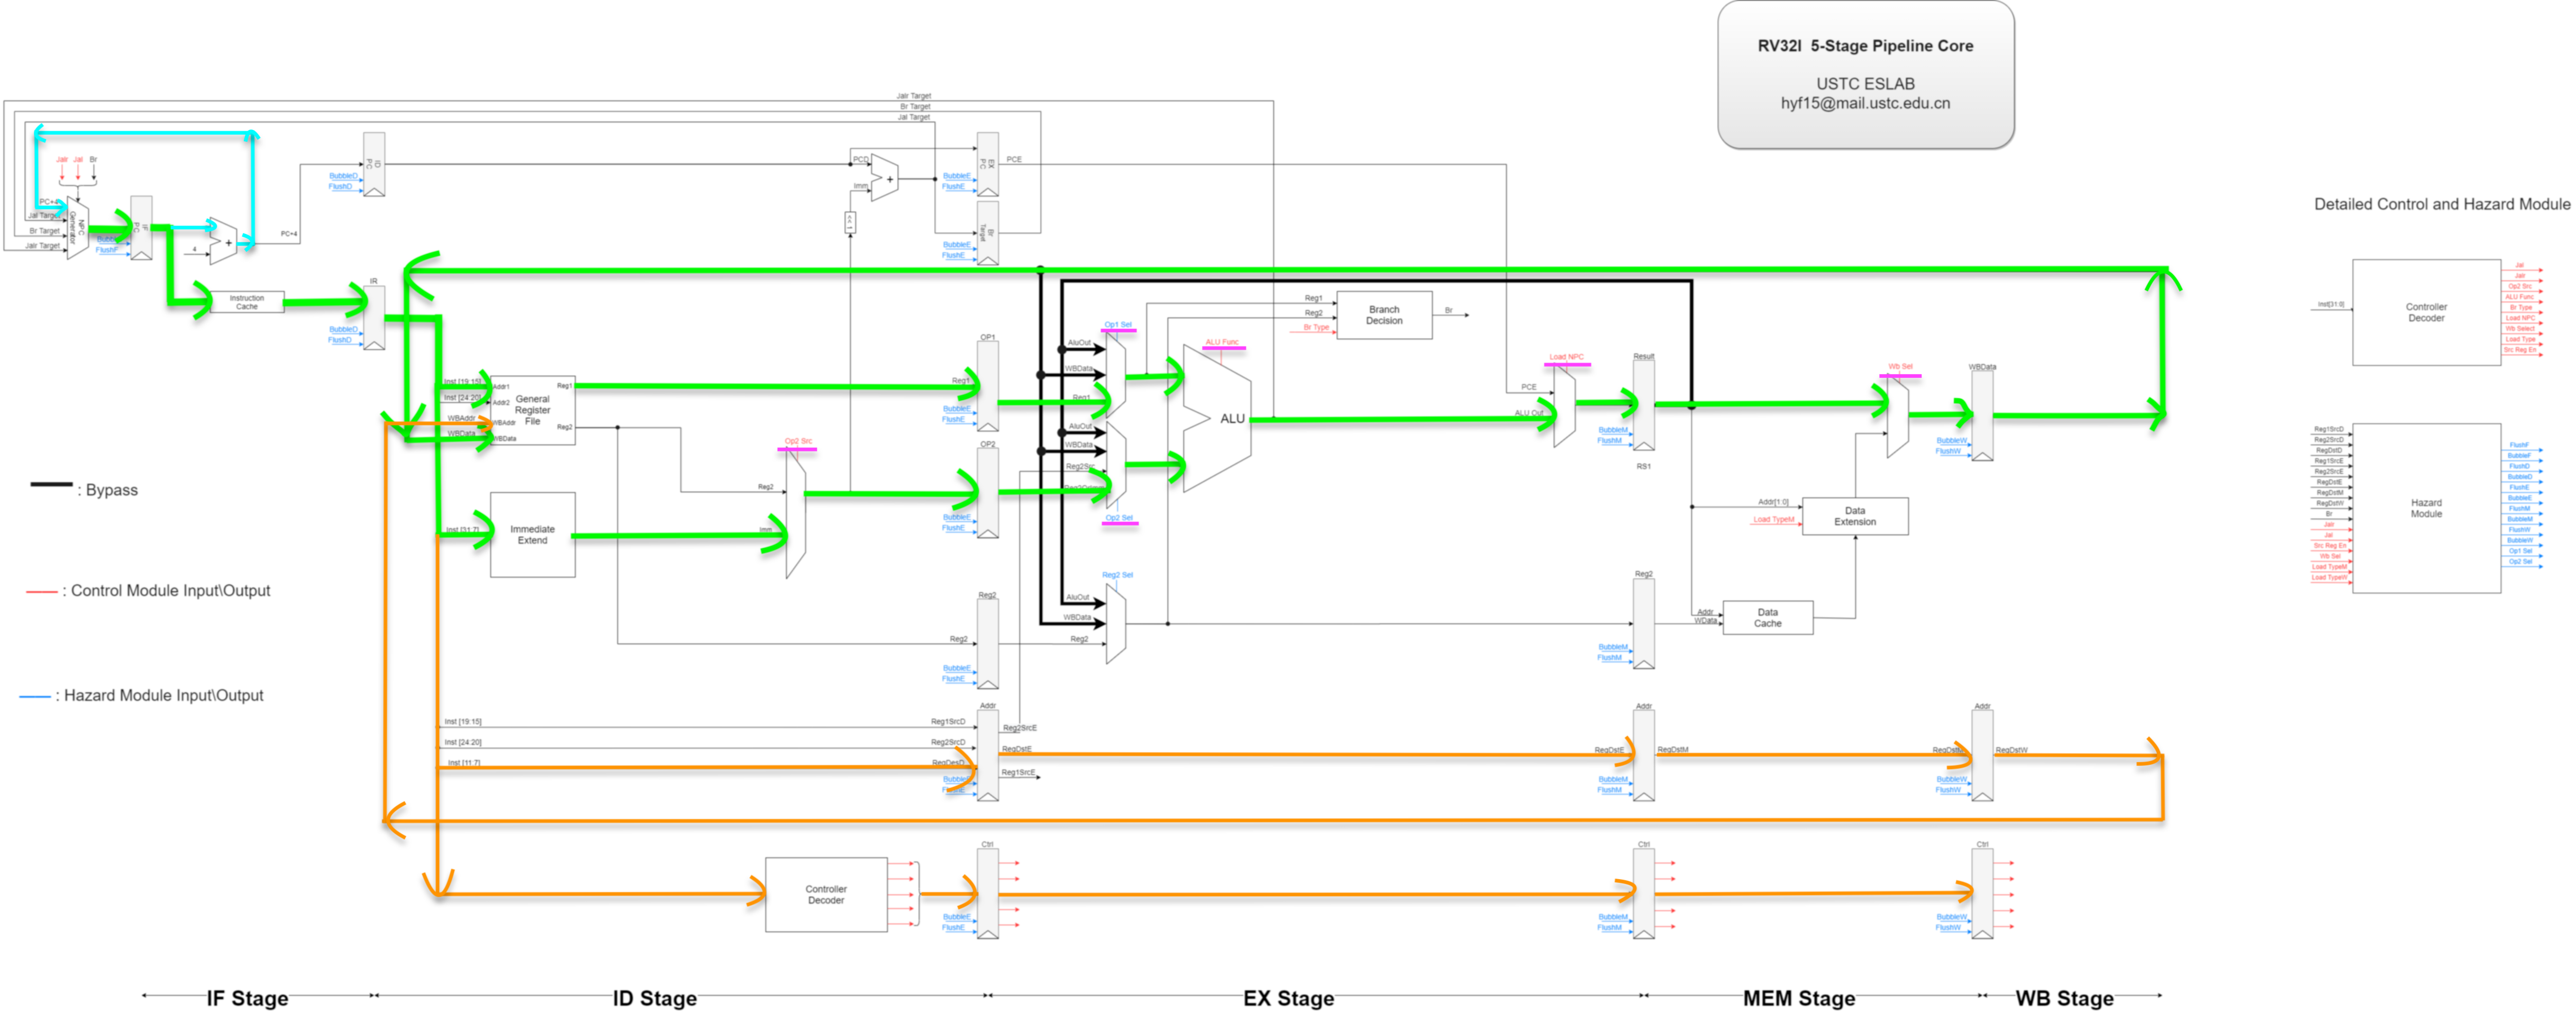 RV32I 5-Stage Pipeline Core
USTC ESLAB
hyf15@mail.ustc.edu.cn
Jalr Target
Br Target
Jal Target
Jalr Jal Br
PC+4
Jal Target
Br Target
Jalr Target
NPC Generator
IF PC
FlushF
4
+
PC+4
ID PC
BubbleD
FlushD
PCD
Imm
+
<< 1
EX PC
PCE
BubbleE
FlushE
Br Target
BubbleE
FlushE
Detailed Control and Hazard Module
Instruction Cache
IR
BubbleD
FlushD
Inst [19:15]
Inst [24:20]
WBAddr
WBData
Addr1
Addr2
WBAddr
WBData
General Register File
Reg1
Reg2
Inst [31:7]
Immediate Extend
Op2 Src
Reg2
Imm
OP1
Reg1
BubbleE
FlushE
OP2
BubbleE
FlushE
Op1 Sel
AluOut
WBData
Reg1
AluOut
WBData
Reg2Src
Op2 Sel
ALU Func
ALU
Reg1
Reg2
Br Type
Branch Decision
Br
Load NPC
PCE
ALU Out
Result
BubbleM
FlushM
RS1
Wb Sel
WBData
BubbleW
FlushW
Addr[1:0]
Load TypeM
Data Extension
Reg2 Sel
AluOut
WBData
Reg2
Reg2
Reg2
BubbleE
FlushE
Reg2
BubbleM
FlushM
Addr
WData
Data Cache
: Bypass
: Control Module Input\Output
: Hazard Module Input\Output
Inst [19:15]
Inst [24:20]
Inst [11:7]
Reg1SrcD
Reg2SrcD
RegDesD
Addr
Reg2SrcE
RegDstE
Reg1SrcE
RegDstE
Addr
RegDstM
BubbleM
FlushM
Addr
RegDstW
BubbleW
FlushW
Controller Decoder
Ctrl
BubbleE
FlushE
Ctrl
BubbleM
FlushM
Ctrl
BubbleW
FlushW
Inst[31:0]
Controller Decoder
Jal
Jalr
Op2 Src
ALU Func
Br Type
Load NPC
Wb Select
Load Type
Src Reg En
Reg1SrcD
Reg2SrcD
RegDstD
Reg1SrcE
Reg2SrcE
RegDstE
RegDstM
RegDstW
Br
Jalr
Jal
Src Reg En
Wb Sel
Load TypeM
Load TypeW
Hazard Module
FlushF
BubbleF
FlushD
BubbleD
FlushE
BubbleE
FlushM
BubbleM
FlushW
BubbleW
Op1 Sel
Op2 Sel
IF Stage
ID Stage
EX Stage
MEM Stage
WB Stage